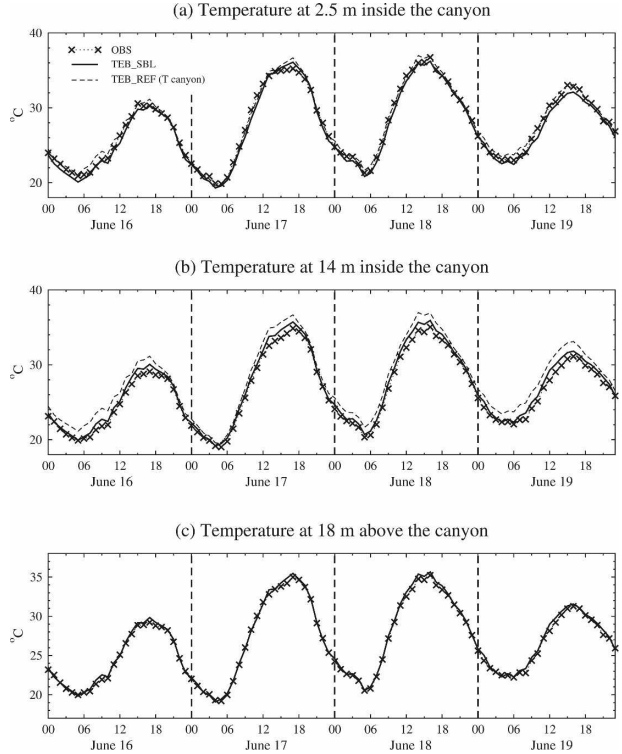 (a) Temperature at 2.5 m inside the canyon
40
OBS
TEB_SBL
TEB_REF (T canyon)
°C
30
20
00 06 12 18 00 06 12 18 00 06 12 18 00 06 12 18
June 16 June 17 June 18 June 19
(b) Temperature at 14 m inside the canyon
40
°C
30
20
00 06 12 18 00 06 12 18 00 06 12 18 00 06 12 18
June 16 June 17 June 18 June 19
(c) Temperature at 18 m above the canyon
35
30
°C
25
20
00 06 12 18 00 06 12 18 00 06 12 18 00 06 12 18
June 16 June 17 June 18 June 19